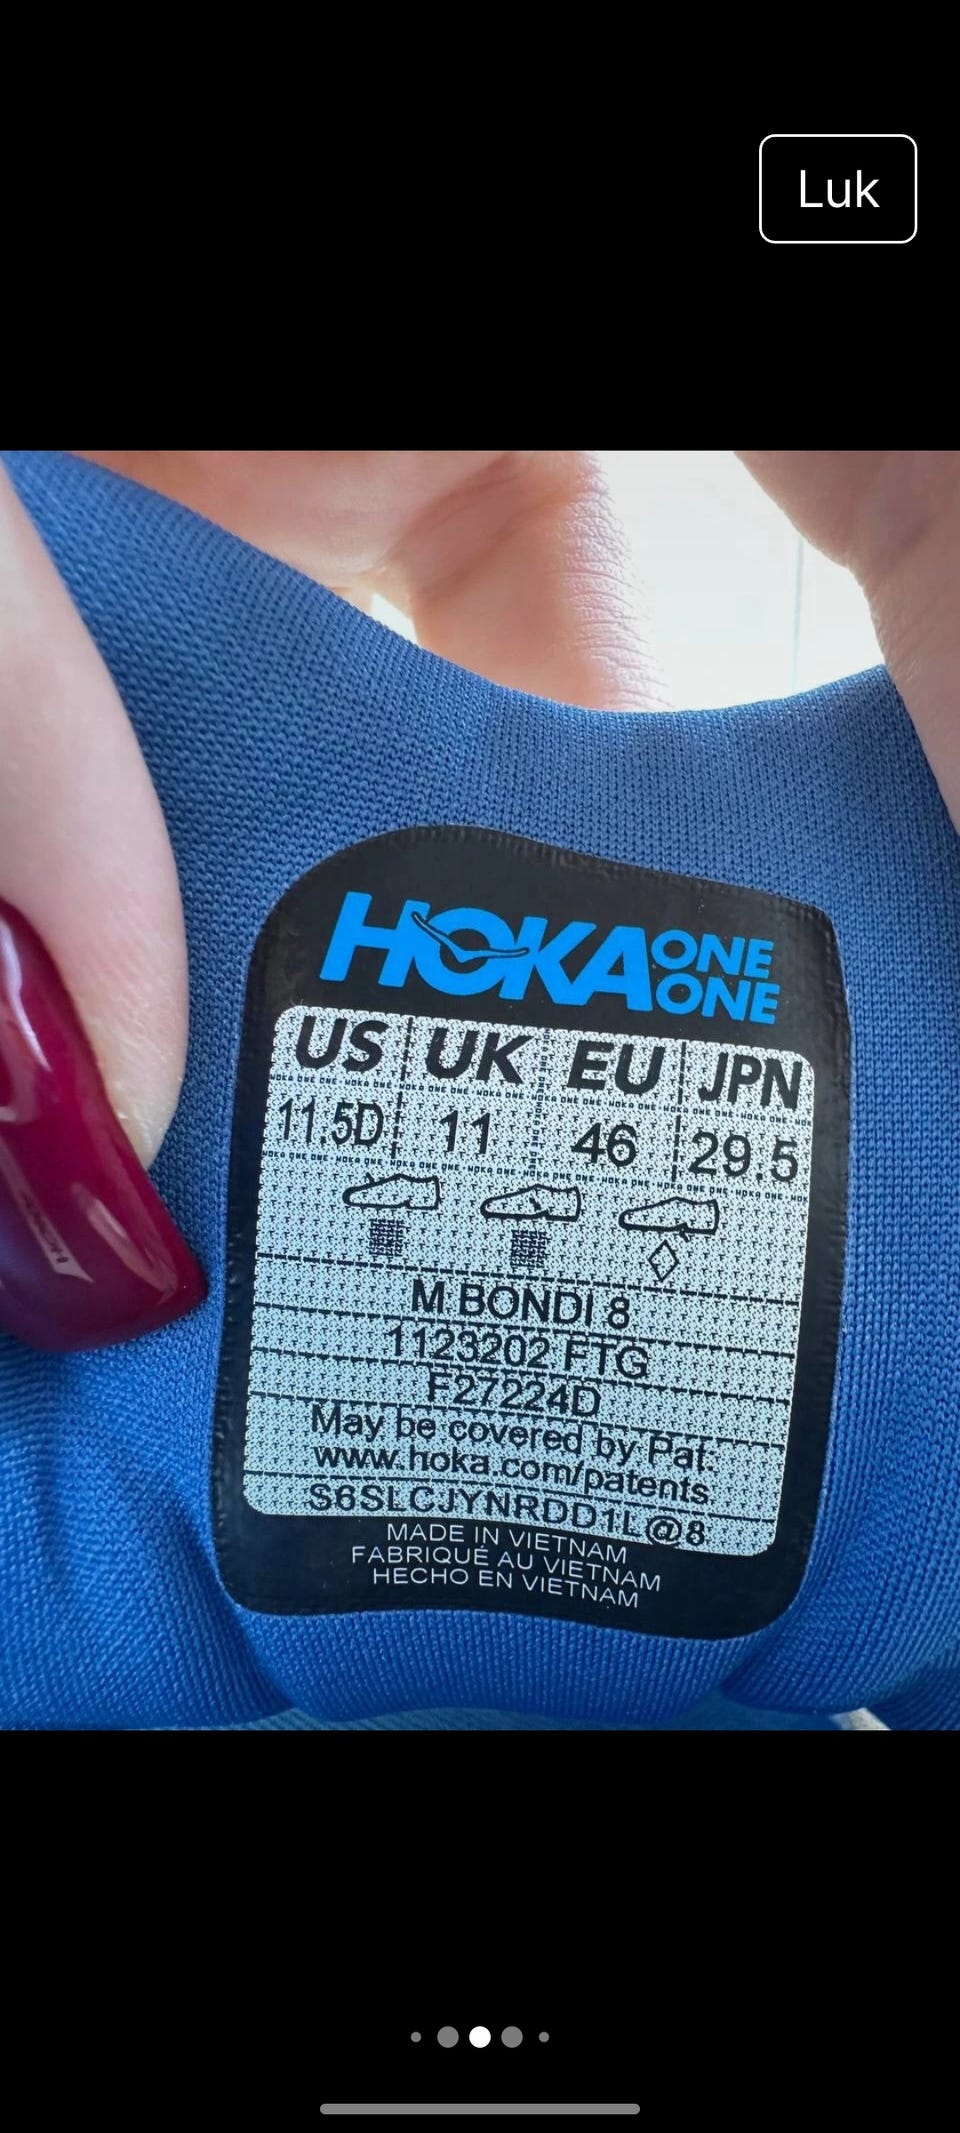 Luk
HOKA ONE ONE
US UK EU JPN
11.5D 11 46 29.5
M BONDI 8
1123202 FTG
F27224D
May be covered by Pat.
www.hoka.com/patents
S6SLCJYNRDD1L@8
MADE IN VIETNAM
FABRIQUÉ AU VIETNAM
HECHO EN VIETNAM